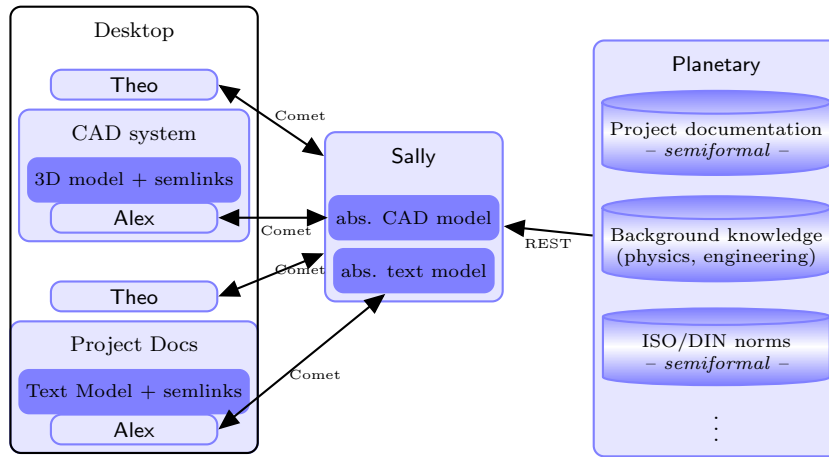 Desktop
Theo
CAD system
3D model + semlinks
Alex
Theo
Project Docs
Text Model + semlinks
Alex
Comet
Comet
Comet
Comet
Sally
abs. CAD model
abs. text model
REST
Planetary
Project documentation
– semiformal –
Background knowledge
(physics, engineering)
ISO/DIN norms
– semiformal –
⋮